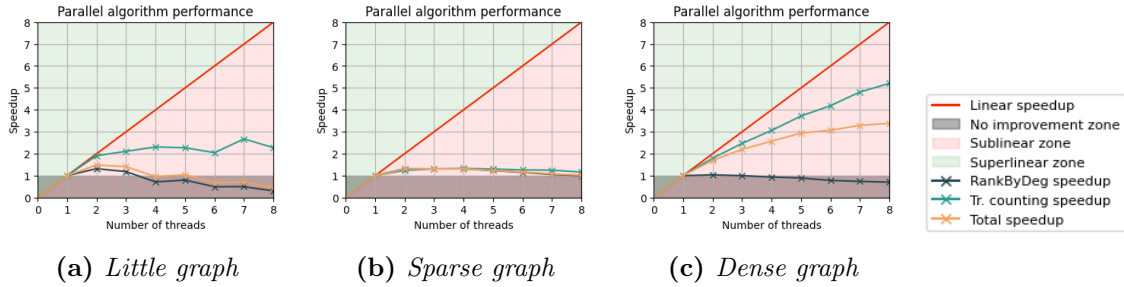 Parallel algorithm performance
8
7
6
5
4
3
2
1
0
Speedup
0 1 2 3 4 5 6 7 8
Number of threads
(a) Little graph
Parallel algorithm performance
8
7
6
5
4
3
2
1
0
Speedup
0 1 2 3 4 5 6 7 8
Number of threads
(b) Sparse graph
Parallel algorithm performance
8
7
6
5
4
3
2
1
0
Speedup
0 1 2 3 4 5 6 7 8
Number of threads
(c) Dense graph
Linear speedup
No improvement zone
Sublinear zone
Superlinear zone
RankByDeg speedup
Tr. counting speedup
Total speedup